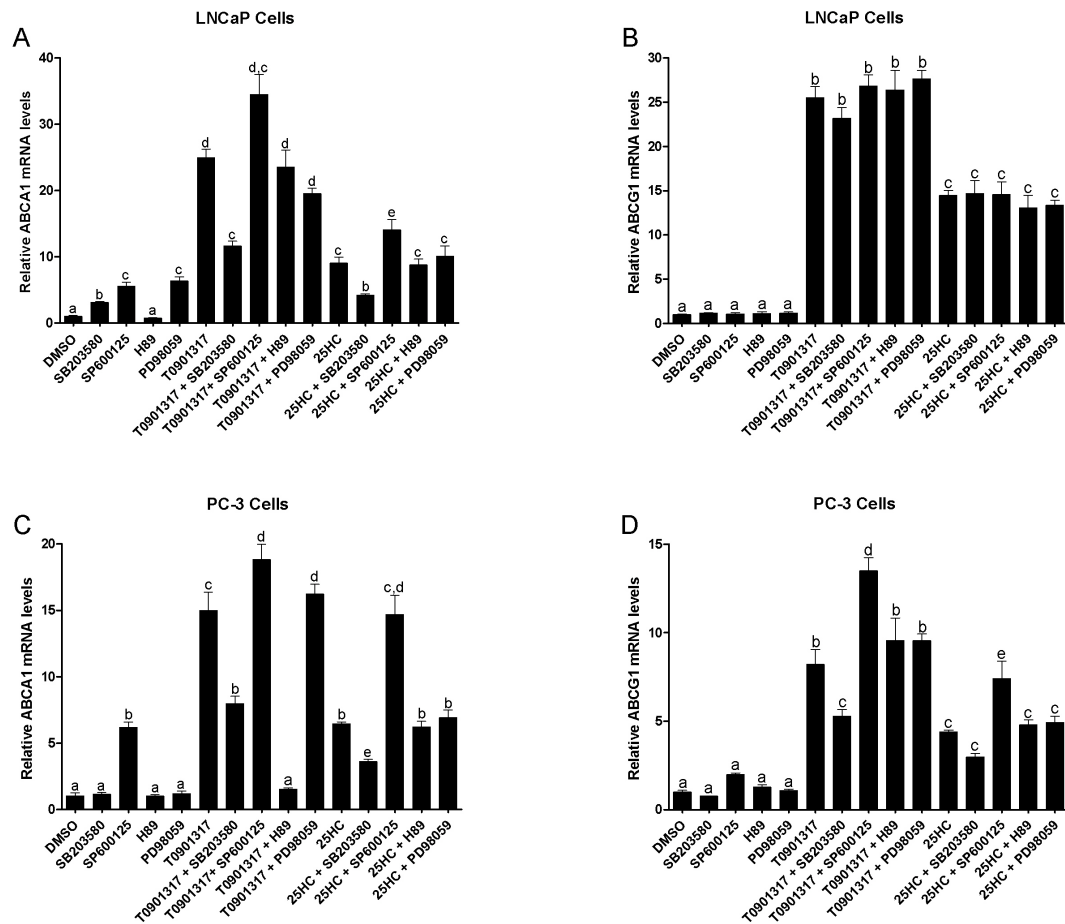 LNCaP Cells
A
Relative ABCA1 mRNA levels
40
30
20
10
0
a
b
c
a
c
d
c
d,c
d
d
c
b
e
c
c
DMSO
SB203580
SP600125
H89
PD98059
T0901317
T0901317 + SB203580
T0901317+ SP600125
T0901317 + H89
T0901317 + PD98059
25HC
25HC + SB203580
25HC + SP600125
25HC + H89
25HC + PD98059
LNCaP Cells
B
Relative ABCG1 mRNA levels
30
25
20
15
10
5
0
a
a
a
a
a
b
b
b
b
b
c
c
c
c
c
DMSO
SB203580
SP600125
H89
PD98059
T0901317
T0901317 + SB203580
T0901317 + SP600125
T0901317 + H89
T0901317 + PD98059
25HC
25HC + SB203580
25HC + SP600125
25HC + H89
25HC + PD98059
PC-3 Cells
C
Relative ABCA1 mRNA levels
20
15
10
5
0
a
a
b
a
a
c
b
d
a
d
b
e
c,d
b
b
DMSO
SB203580
SP600125
H89
PD98059
T0901317
T0901317 + SB203580
T0901317+ SP600125
T0901317 + H89
T0901317 + PD98059
25HC
25HC + SB203580
25HC + SP600125
25HC + H89
25HC + PD98059
PC-3 Cells
D
Relative ABCG1 mRNA levels
15
10
5
0
a
a
a
a
a
b
c
d
b
b
c
c
e
c
c
DMSO
SB203580
SP600125
H89
PD98059
T0901317
T0901317 + SB203580
T0901317 + SP600125
T0901317 + H89
T0901317 + PD98059
25HC
25HC + SB203580
25HC + SP600125
25HC + H89
25HC + PD98059